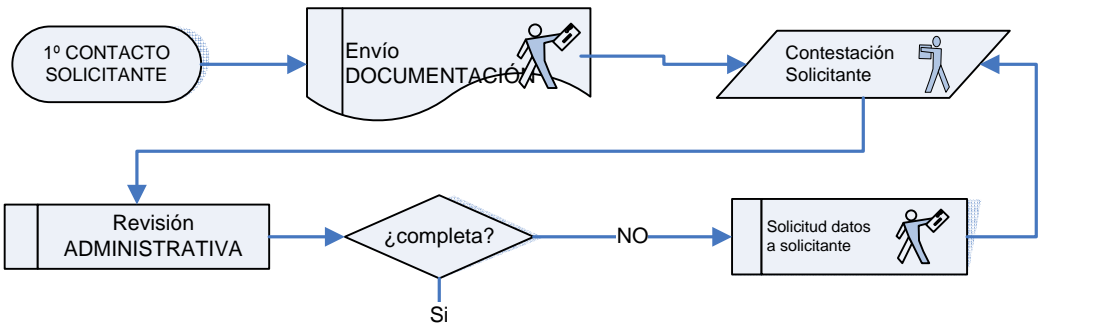 1º CONTACTO
SOLICITANTE
Envío
DOCUMENTACIÓN
Contestación
Solicitante
Revisión
ADMINISTRATIVA
¿completa?
NO
Solicitud datos
a solicitante
Si